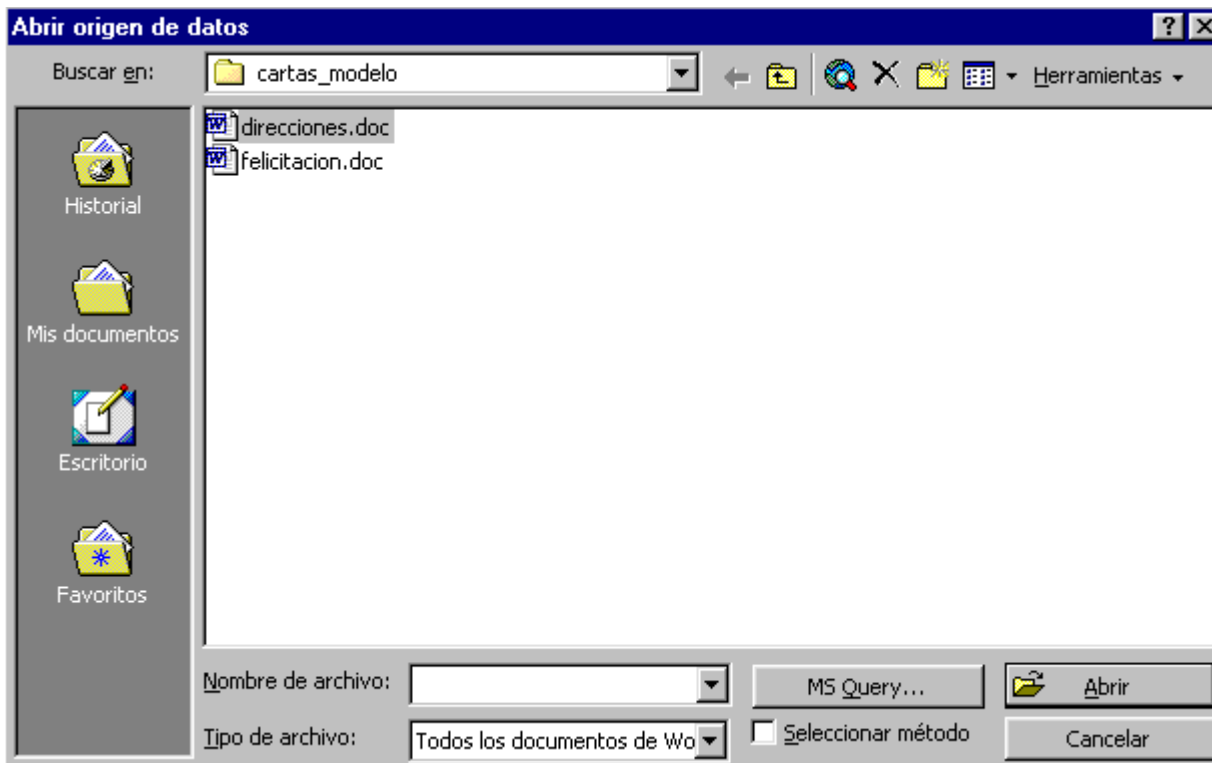 Abrir origen de datos
Buscar en:
cartas_modelo
Herramientas
direcciones.doc
felicitacion.doc
Historial
Mis documentos
Escritorio
Favoritos
Nombre de archivo:
MS Query...
Abrir
Tipo de archivo:
Todos los documentos de Wo
Seleccionar método
Cancelar